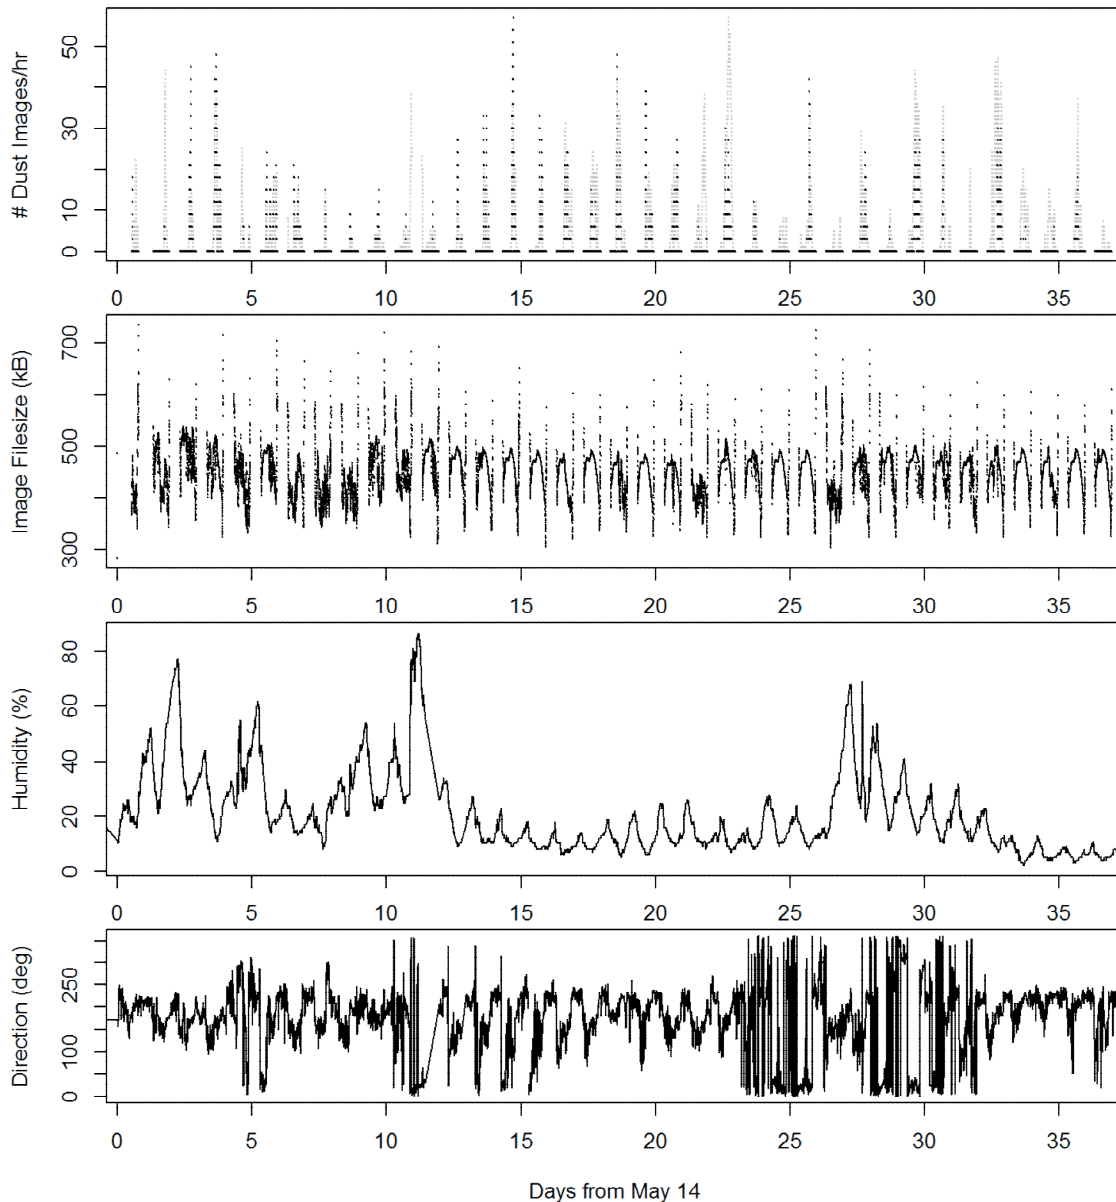 # Dust Images/hr
0 10 30 50
0 5 10 15 20 25 30 35
Image Filesize (kB)
300 500 700
0 5 10 15 20 25 30 35
Humidity (%)
0 20 40 60 80
0 5 10 15 20 25 30 35
Direction (deg)
0 100 250
0 5 10 15 20 25 30 35
Days from May 14